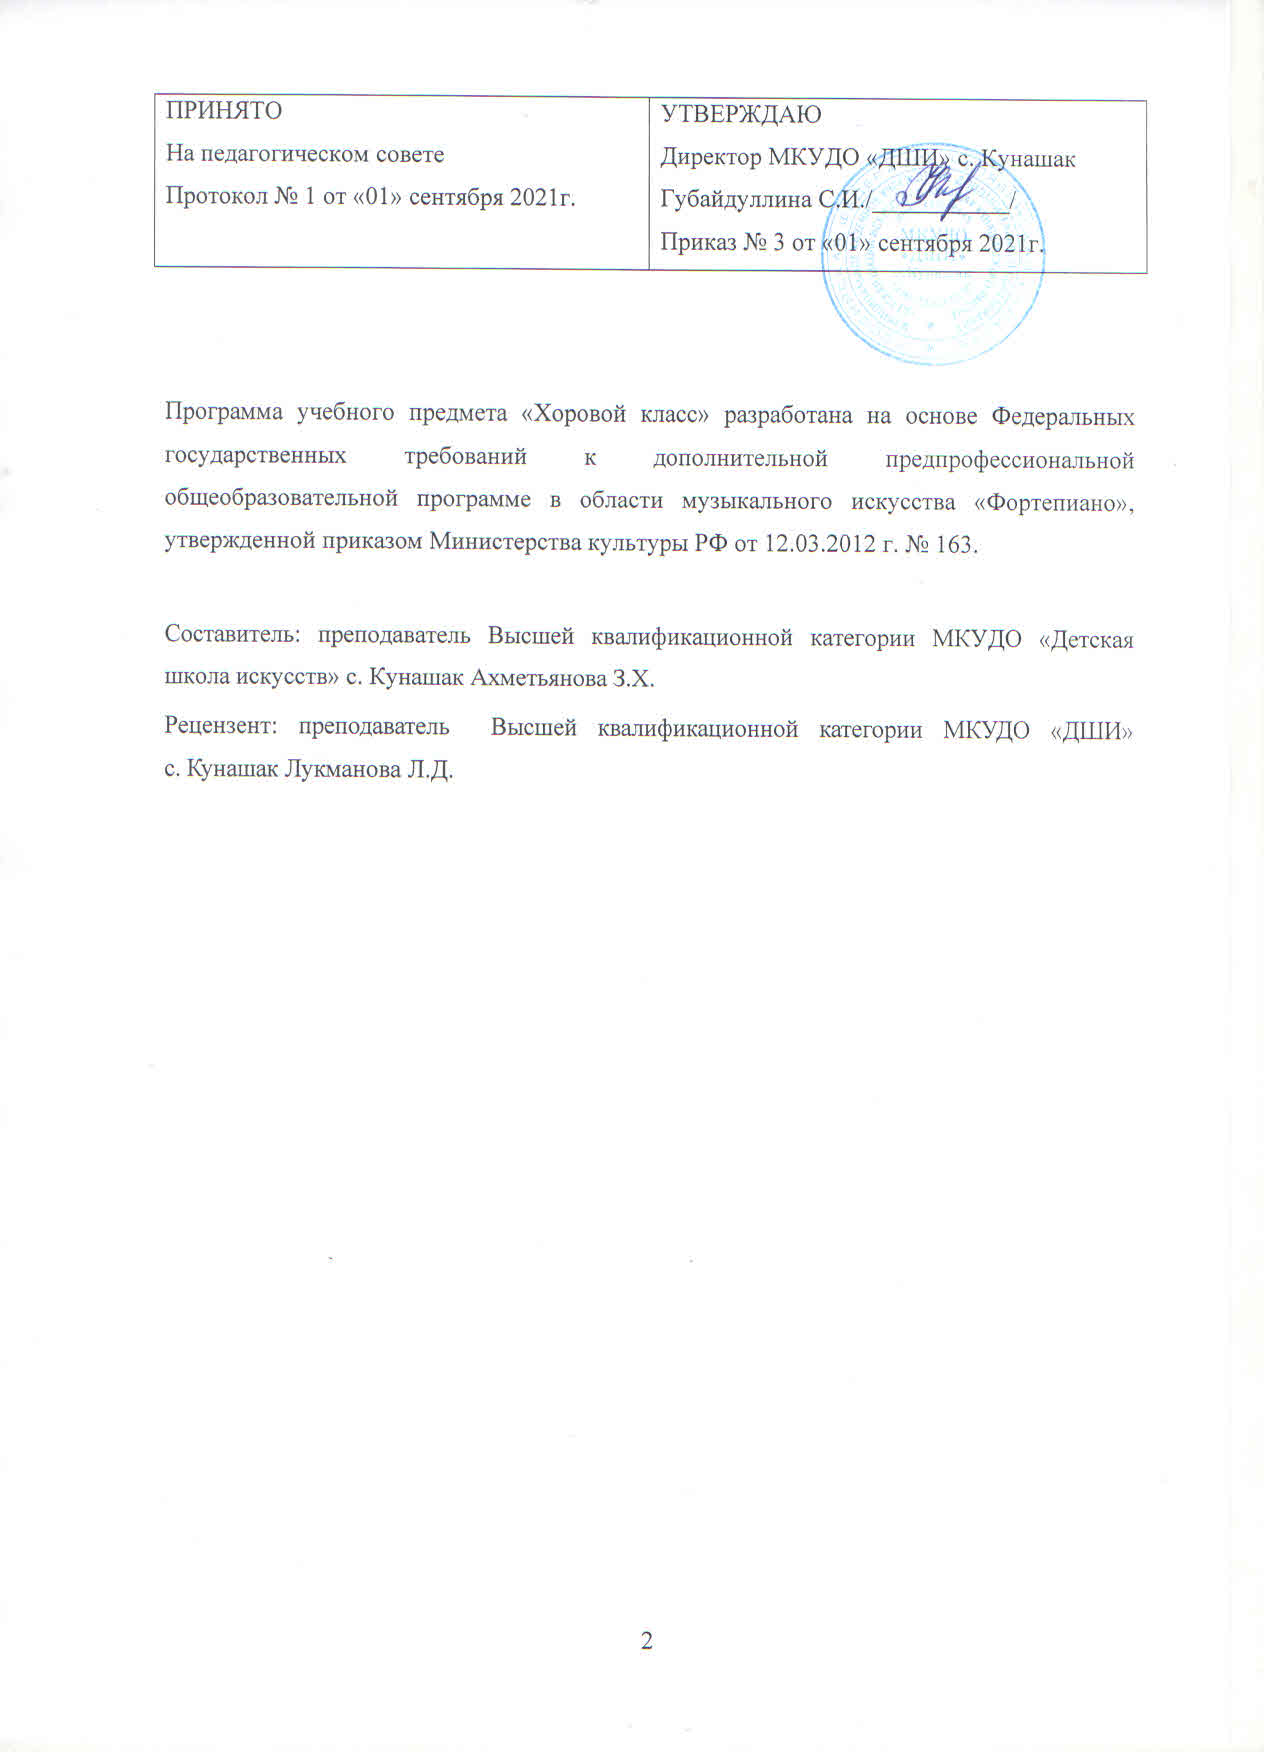 ПРИНЯТО
На педагогическом совете
Протокол № 1 от «01» сентября 2021г.
УТВЕРЖДАЮ
Директор МКУДО «ДШИ» с. Кунашак
Губайдуллина С.И./___________/
Приказ № 3 от «01» сентября 2021г.
Программа учебного предмета «Хоровой класс» разработана на основе Федеральных
государственных требований к дополнительной предпрофессиональной
общеобразовательной программе в области музыкального искусства «Фортепиано»,
утвержденной приказом Министерства культуры РФ от 12.03.2012 г. № 163.
Составитель: преподаватель Высшей квалификационной категории МКУДО «Детская
школа искусств» с. Кунашак Ахметьянова З.Х.
Рецензент: преподаватель Высшей квалификационной категории МКУДО «ДШИ»
с. Кунашак Лукманова Л.Д.
2